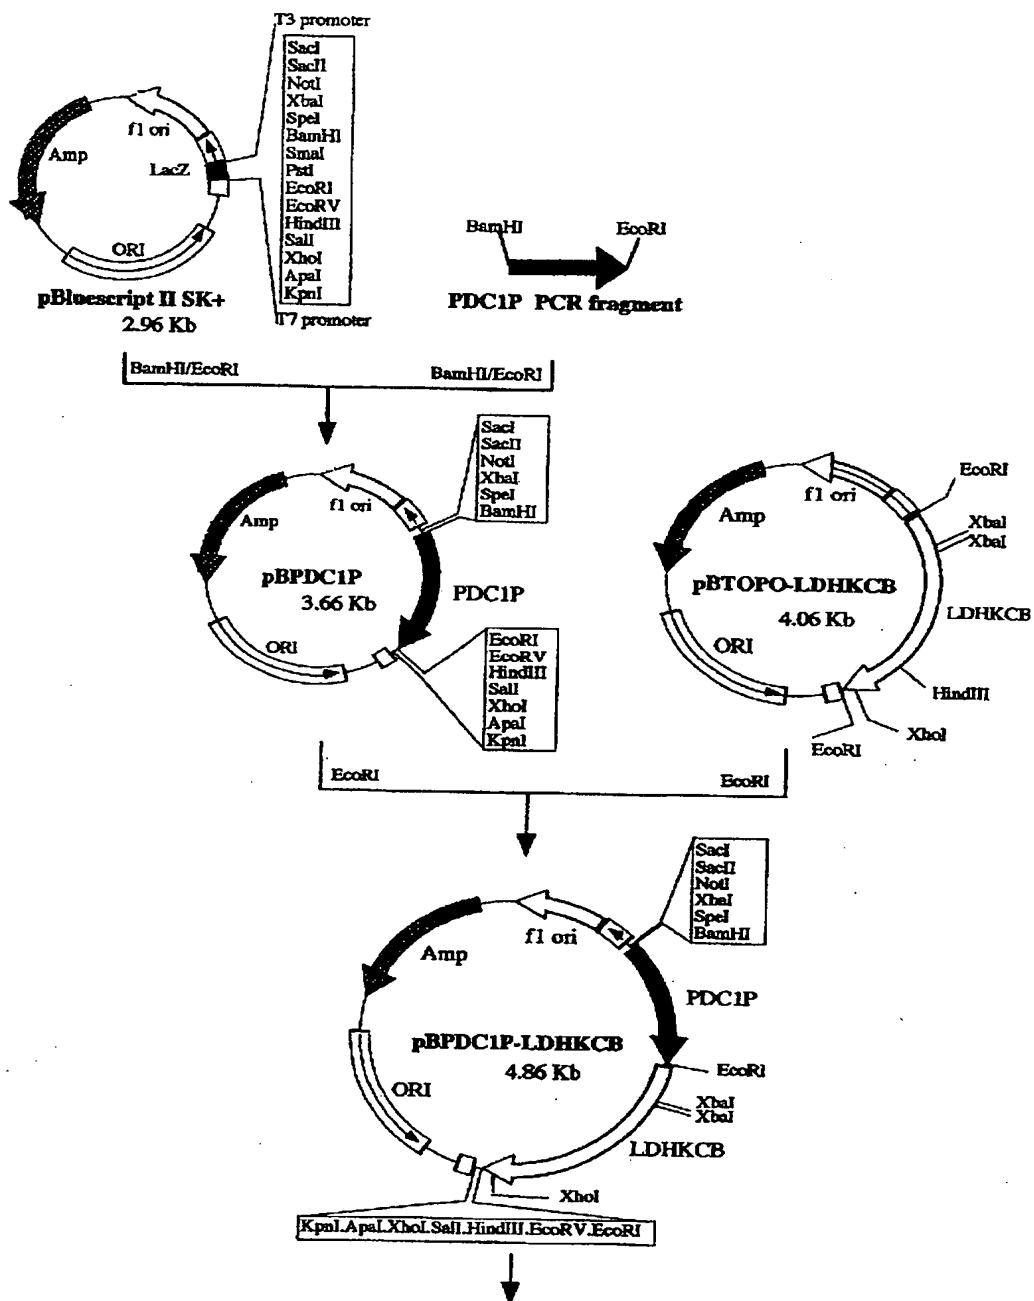 T3 promoter
SacI
SacII
NotI
XbaI
SpeI
BamHI
SmaI
PstI
EcoRI
EcoRV
HindIII
SalI
XhoI
ApaI
KpnI
T7 promoter
f1 ori
Amp
LacZ
ORI
pBluescript II SK+
2.96 Kb
BamHI
EcoRI
PDC1P PCR fragment
BamHI/EcoRI
BamHI/EcoRI
SacI
SacII
NotI
XbaI
SpeI
BamHI
f1 ori
Amp
pBPDC1P
3.66 Kb
PDC1P
ORI
EcoRI
EcoRV
HindIII
SalI
XhoI
ApaI
KpnI
EcoRI
f1 ori
Amp
XbaI
XbaI
pBTOPO-LDHKCB
4.06 Kb
LDHKCB
ORI
HindIII
XhoI
EcoRI
EcoRI
EcoRI
SacI
SacII
NotI
XbaI
SpeI
BamHI
f1 ori
Amp
PDC1P
pBPDC1P-LDHKCB
4.86 Kb
EcoRI
ORI
XbaI
XbaI
LDHKCB
XhoI
KpnI.ApaI.XhoI.SalI.HindIII.EcoRV.EcoRI